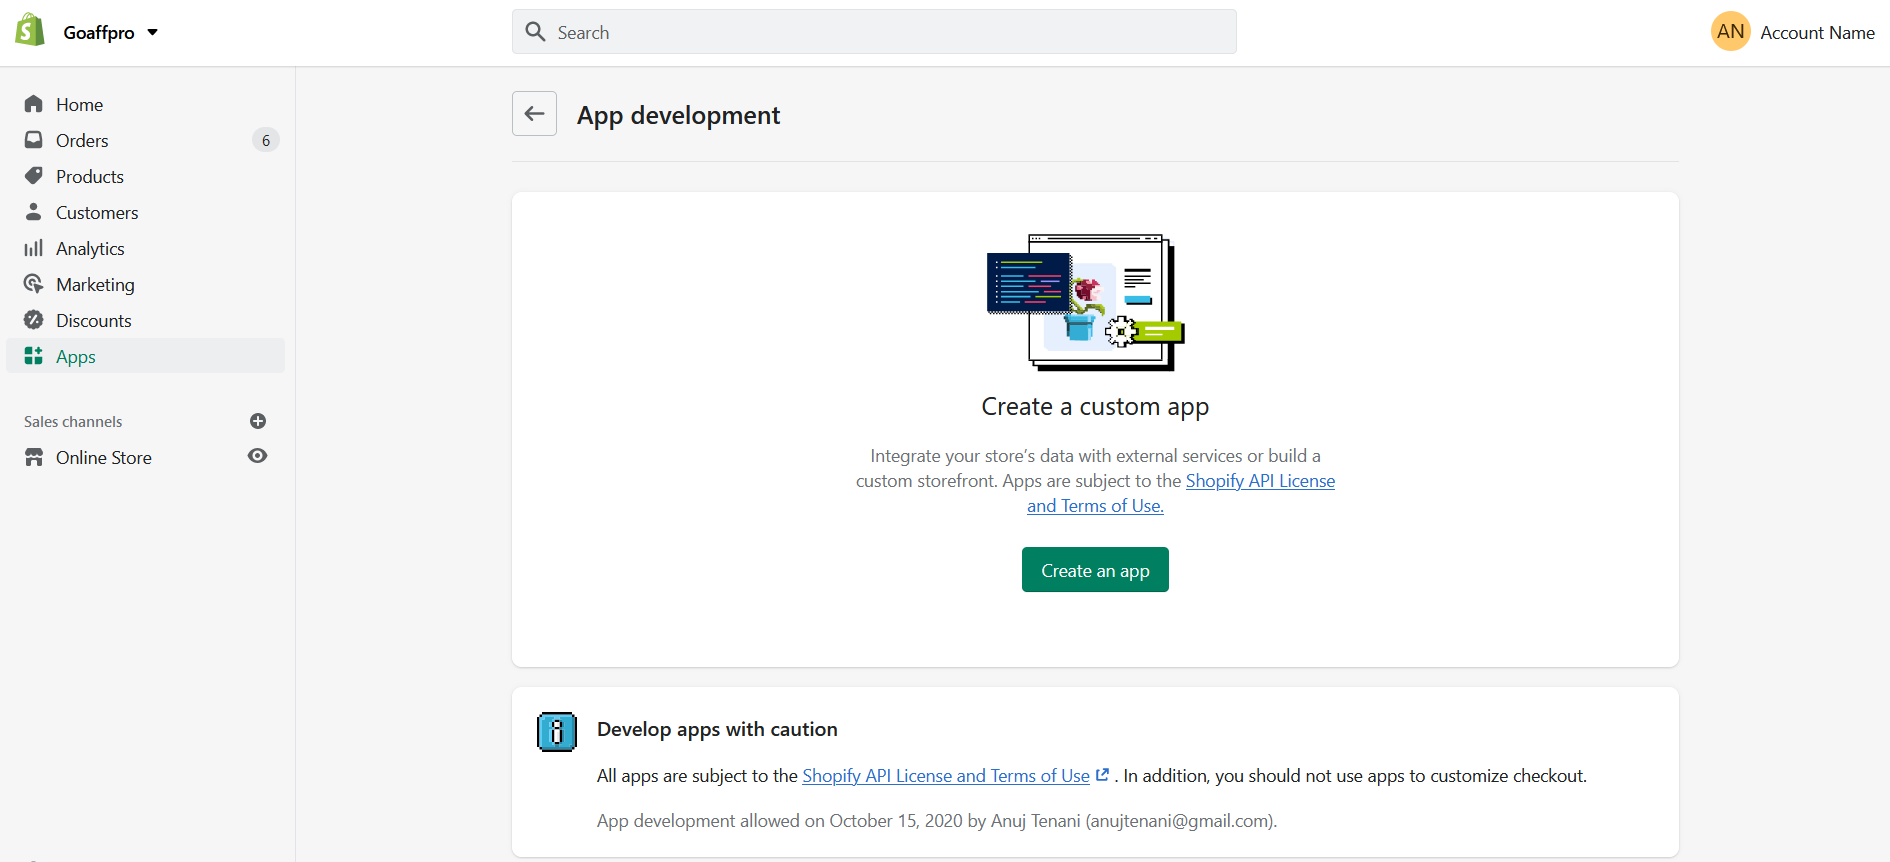 Goaffpro
Search
AN Account Name
Home
Orders 6
Products
Customers
Analytics
Marketing
Discounts
Apps
Sales channels
Online Store
App development
Create a custom app
Integrate your store’s data with external services or build a
custom storefront. Apps are subject to the Shopify API License
and Terms of Use.
Create an app
Develop apps with caution
All apps are subject to the Shopify API License and Terms of Use . In addition, you should not use apps to customize checkout.
App development allowed on October 15, 2020 by Anuj Tenani (anujtenani@gmail.com).